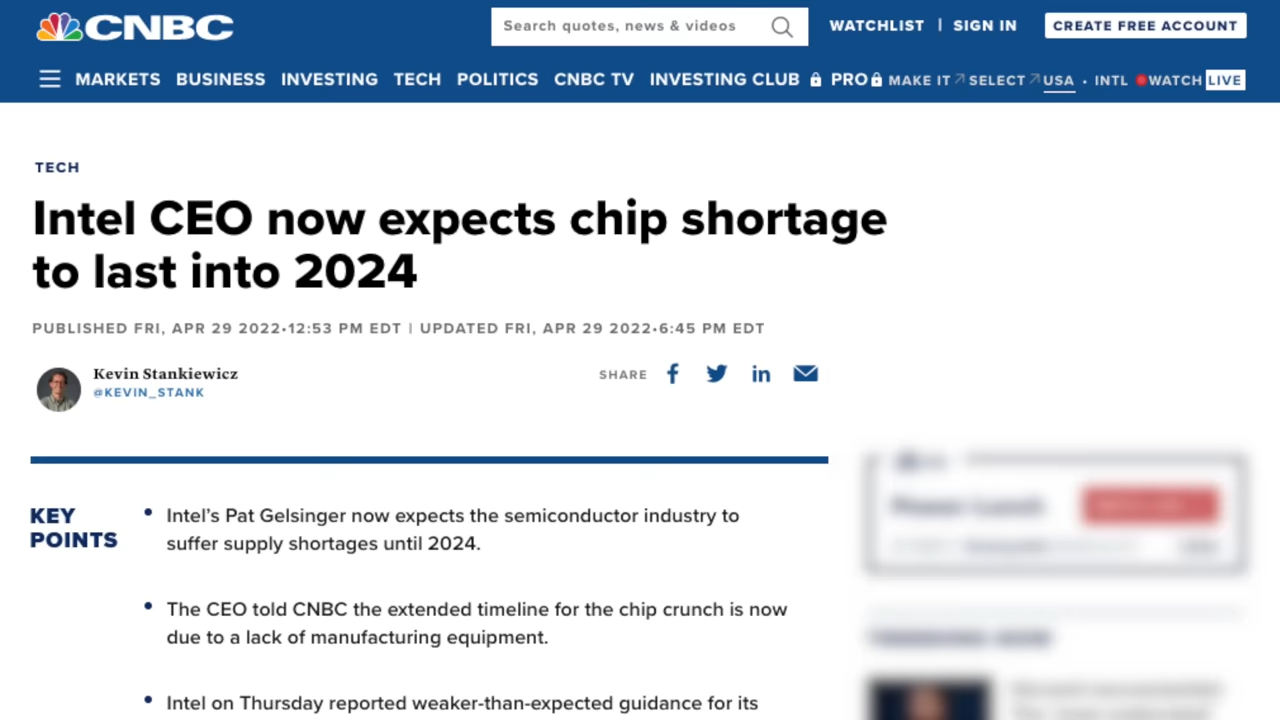 CNBC
Search quotes, news & videos
WATCHLIST | SIGN IN
CREATE FREE ACCOUNT
MARKETS BUSINESS INVESTING TECH POLITICS CNBC TV INVESTING CLUB PRO MAKE IT SELECT USA • INTL WATCH LIVE
TECH
Intel CEO now expects chip shortage
to last into 2024
PUBLISHED FRI, APR 29 2022•12:53 PM EDT | UPDATED FRI, APR 29 2022•6:45 PM EDT
Kevin Stankiewicz
@KEVIN_STANK
SHARE
KEY
POINTS
• Intel’s Pat Gelsinger now expects the semiconductor industry to
suffer supply shortages until 2024.
• The CEO told CNBC the extended timeline for the chip crunch is now
due to a lack of manufacturing equipment.
• Intel on Thursday reported weaker-than-expected guidance for its